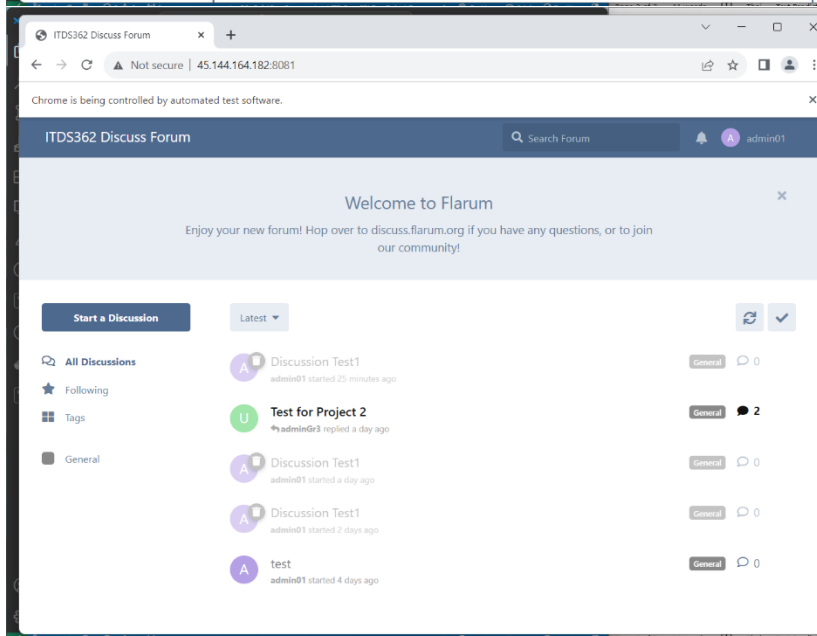 ITDS362 Discuss Forum
Not secure | 45.144.164.182:8081
Chrome is being controlled by automated test software.
ITDS362 Discuss Forum
Search Forum
A
admin01
Welcome to Flarum
Enjoy your new forum! Hop over to discuss.flarum.org if you have any questions, or to join
our community!
Start a Discussion
Latest
All Discussions
Following
Tags
General
A
Discussion Test1
admin01 started 25 minutes ago
General
0
U
Test for Project 2
adminGr3 replied a day ago
General
2
A
Discussion Test1
admin01 started a day ago
General
0
A
Discussion Test1
admin01 started 2 days ago
General
0
A
test
admin01 started 4 days ago
General
0